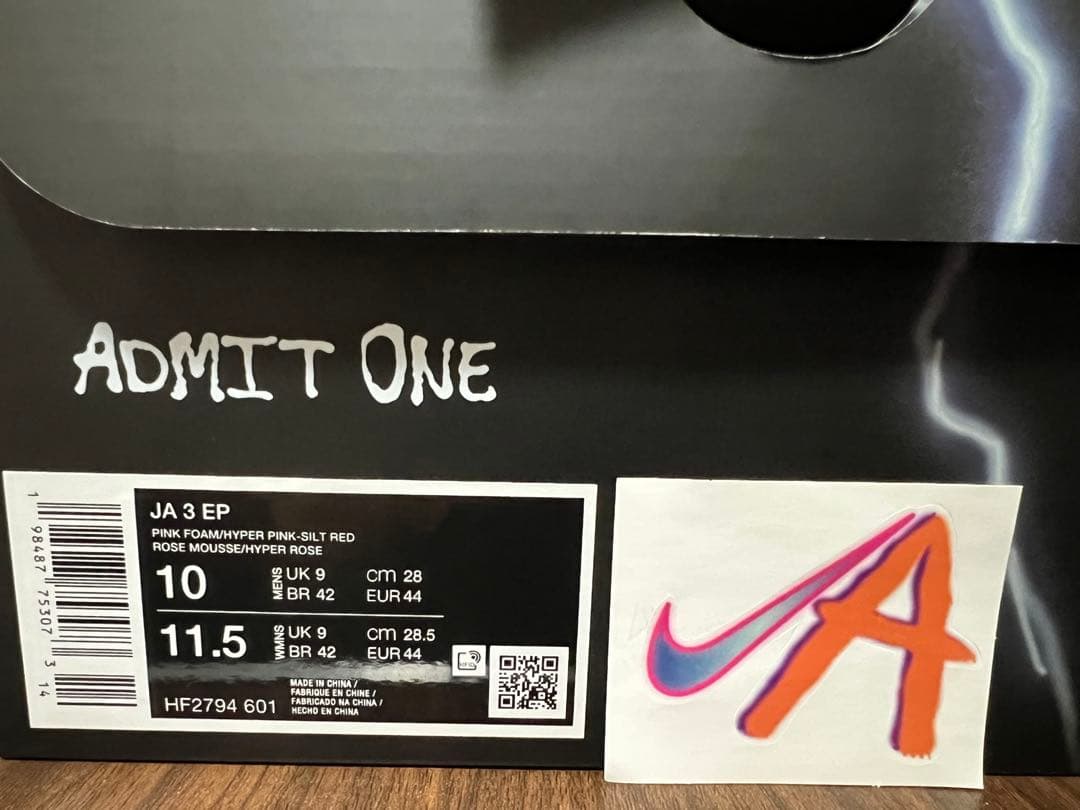 ADMIT ONE
1 98487 75307 3 14
JA 3 EP
PINK FOAM/HYPER PINK-SILT RED
ROSE MOUSSE/HYPER ROSE
10 MENS UK 9 cm 28
BR 42 EUR 44
11.5 WMNS UK 9 cm 28.5
BR 42 EUR 44
MADE IN CHINA /
FABRIQUE EN CHINE /
FABRICADO NA CHINA /
HECHO EN CHINA
HF2794 601
A